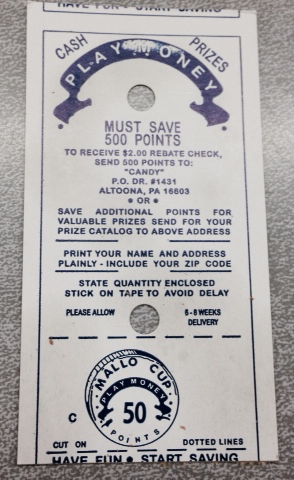 HAVE FUN • START SAVING
CASH PRIZES
PLAY MONEY
MUST SAVE
500 POINTS
TO RECEIVE $2.00 REBATE CHECK,
SEND 500 POINTS TO:
"CANDY"
P.O. DR. #1431
ALTOONA, PA 16603
• OR •
SAVE ADDITIONAL POINTS FOR
VALUABLE PRIZES SEND FOR YOUR
PRIZE CATALOG TO ABOVE ADDRESS
PRINT YOUR NAME AND ADDRESS
PLAINLY - INCLUDE YOUR ZIP CODE
STATE QUANTITY ENCLOSED
STICK ON TAPE TO AVOID DELAY
PLEASE ALLOW 6-8 WEEKS
DELIVERY
MALLO CUP
PLAY MONEY
C 50
POINTS
CUT ON DOTTED LINES
HAVE FUN • START SAVING